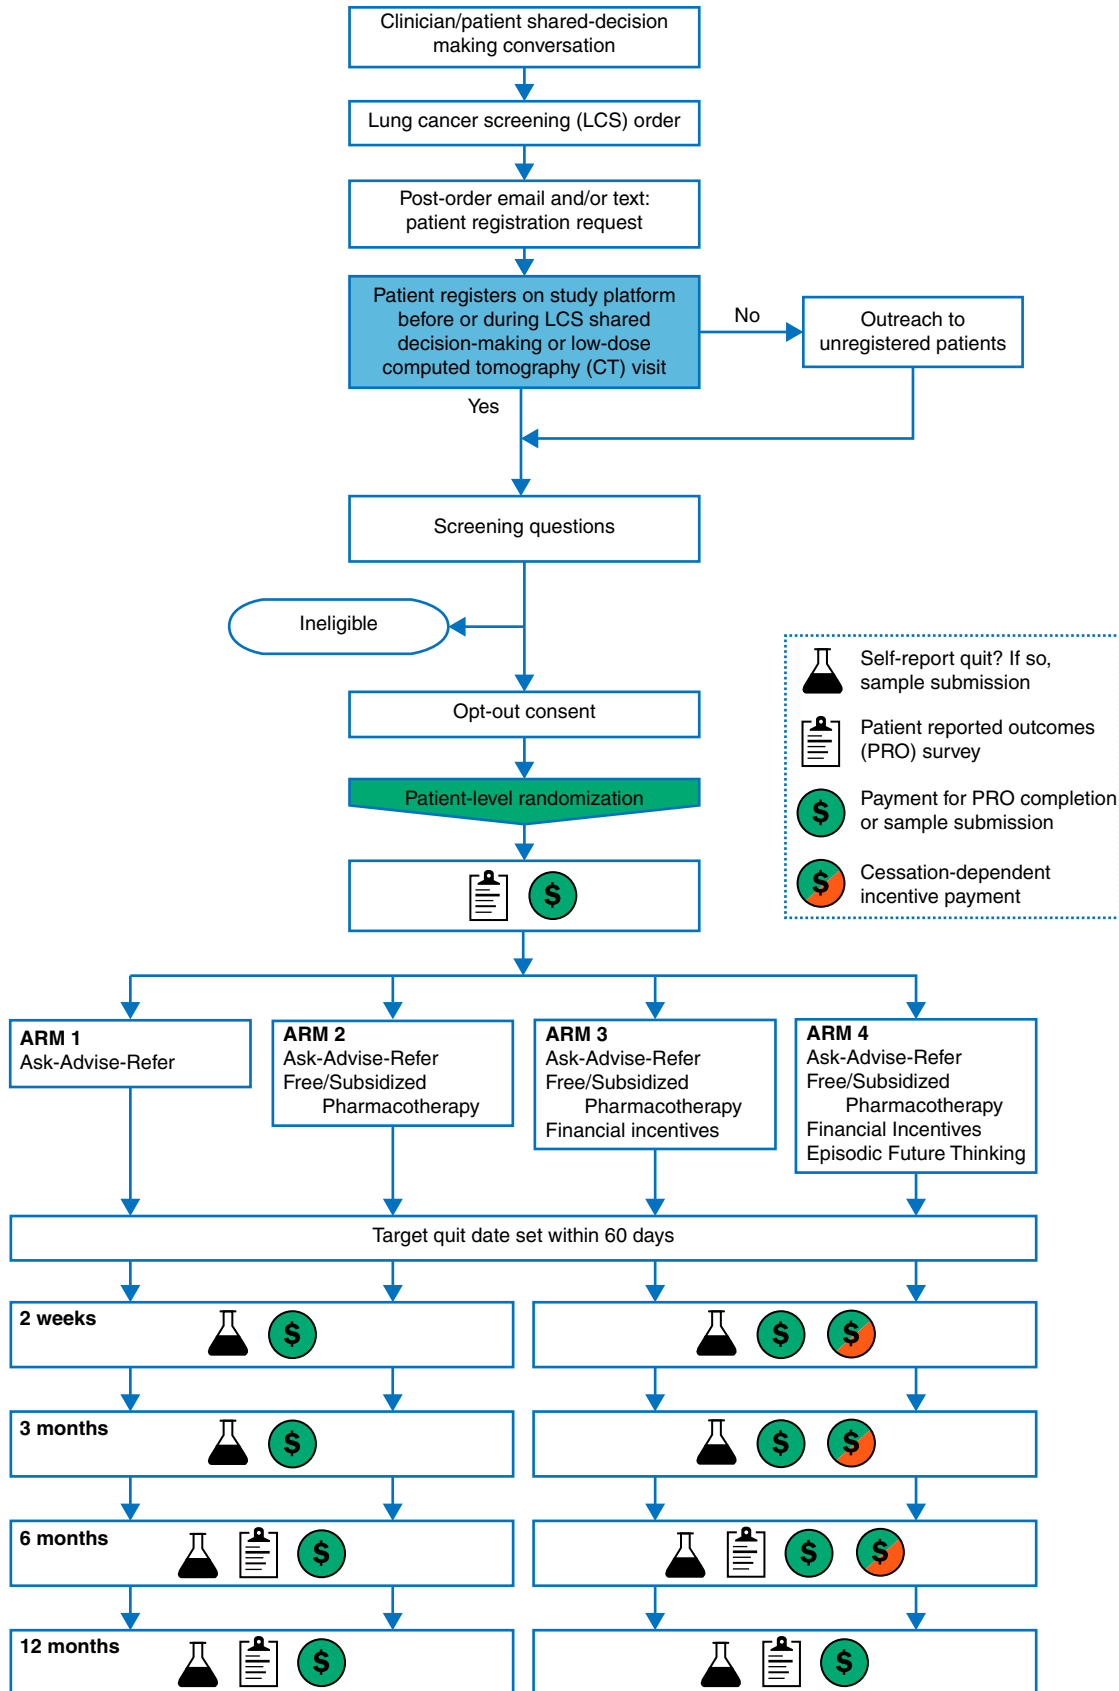 Clinician/patient shared-decision
making conversation
Lung cancer screening (LCS) order
Post-order email and/or text:
patient registration request
Patient registers on study platform
before or during LCS shared
decision-making or low-dose
computed tomography (CT) visit
No
Outreach to
unregistered patients
Yes
Screening questions
Ineligible
Opt-out consent
Patient-level randomization
$
Self-report quit? If so,
sample submission
Patient reported outcomes
(PRO) survey
$
Payment for PRO completion
or sample submission
$
Cessation-dependent
incentive payment
ARM 1
Ask-Advise-Refer
ARM 2
Ask-Advise-Refer
Free/Subsidized
Pharmacotherapy
ARM 3
Ask-Advise-Refer
Free/Subsidized
Pharmacotherapy
Financial incentives
ARM 4
Ask-Advise-Refer
Free/Subsidized
Pharmacotherapy
Financial Incentives
Episodic Future Thinking
Target quit date set within 60 days
2 weeks
$
$ $
3 months
$
$ $
6 months
$
$ $
12 months
$
$